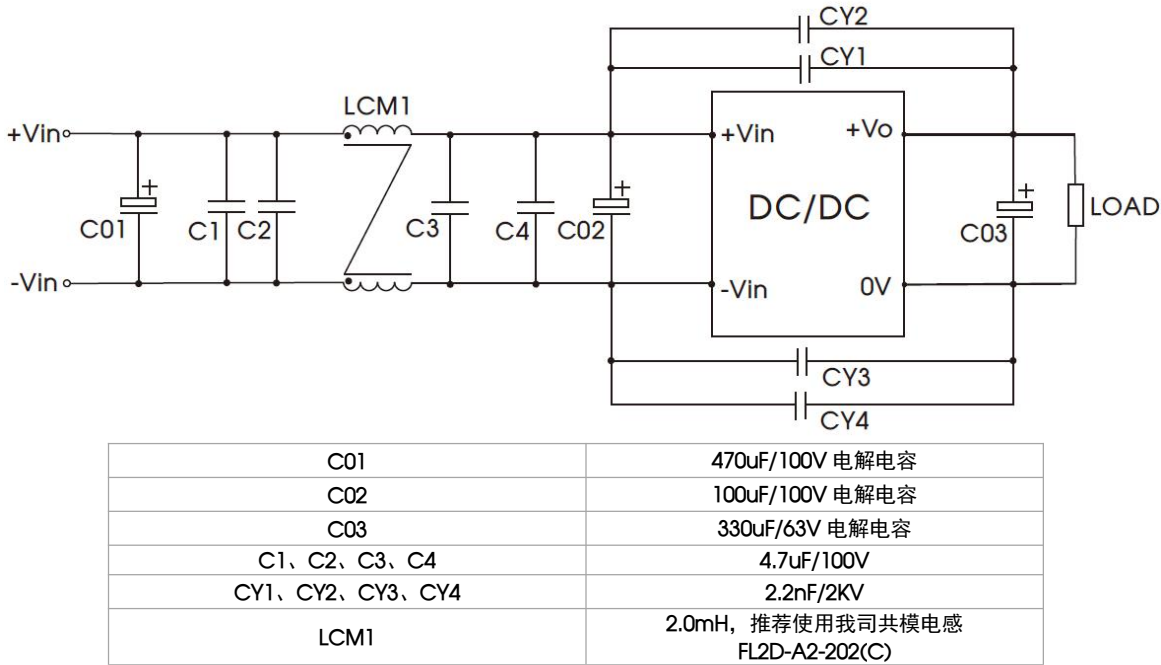 CY2
CY1
LCM1
+Vin
+Vin
+Vo
+
+
+
DC/DC
LOAD
C01
C1
C2
C3
C4
C02
C03
-Vin
-Vin
0V
CY3
CY4
C01 470uF/100V 电解电容
C02 100uF/100V 电解电容
C03 330uF/63V 电解电容
C1、C2、C3、C4 4.7uF/100V
CY1、CY2、CY3、CY4 2.2nF/2KV
LCM1 2.0mH，推荐使用我司共模电感
FL2D-A2-202(C)